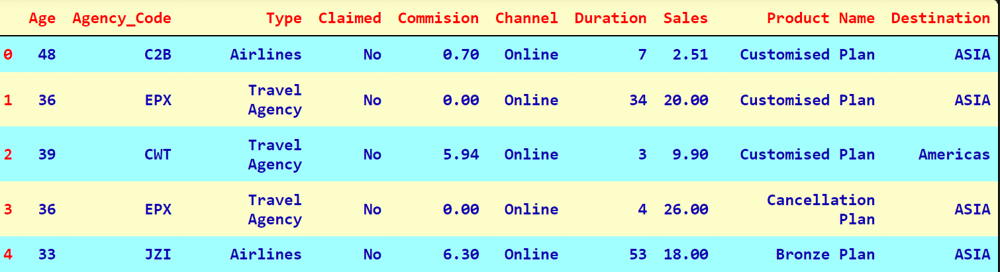 Age Agency_Code Type Claimed Commision Channel Duration Sales Product Name Destination
0 48 C2B Airlines No 0.70 Online 7 2.51 Customised Plan ASIA
1 36 EPX Travel Agency No 0.00 Online 34 20.00 Customised Plan ASIA
2 39 CWT Travel Agency No 5.94 Online 3 9.90 Customised Plan Americas
3 36 EPX Travel Agency No 0.00 Online 4 26.00 Cancellation Plan ASIA
4 33 JZI Airlines No 6.30 Online 53 18.00 Bronze Plan ASIA